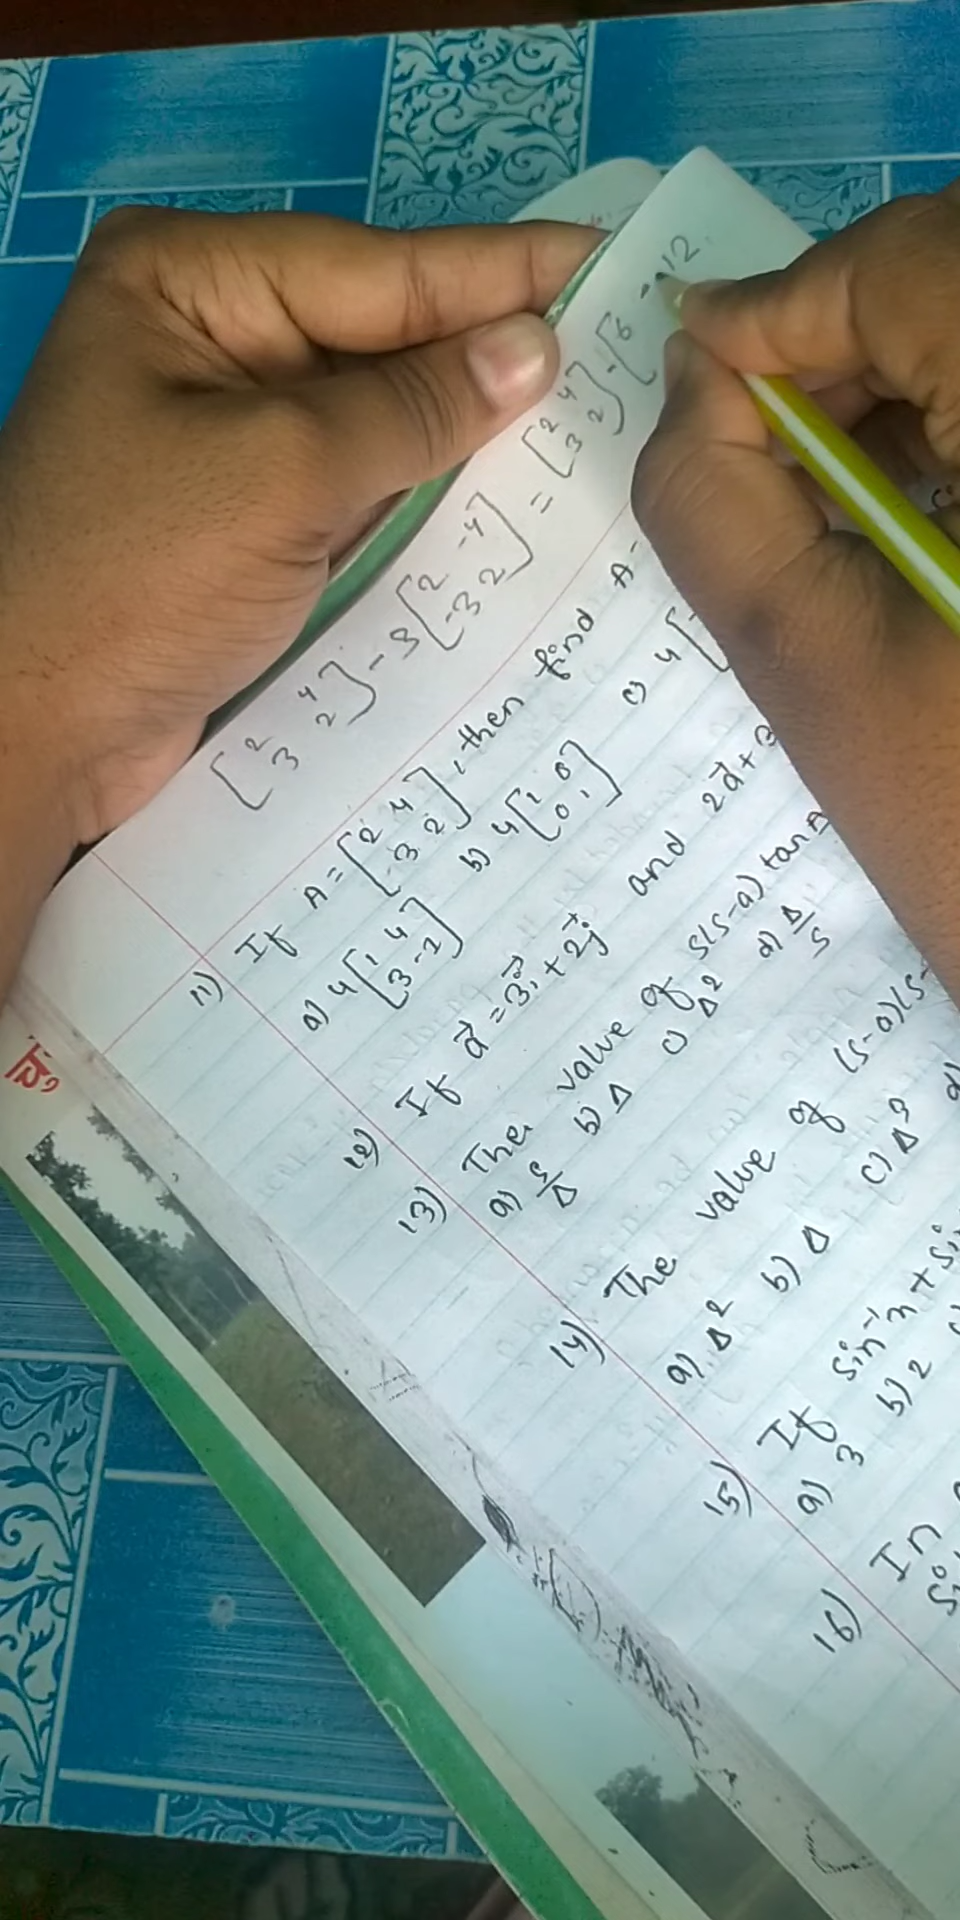 [2 4
3 2] - 3 [2 -4
-3 2] = [2 4
3 2] - [6 -12
11) If A = [2 4
-3 2], then find A-
a) 4 [1 4
3 -1] b) 4 [1 0
0 1] c) 4 [
12) If a⃗ = 3i⃗ + 2j⃗ and 2a⃗ + 3
13) The value of s(s-a) tan A
a) s/Δ b) Δ c) Δ² d) Δ/s
14) The value of (s-a)(s-
a) Δ² b) Δ c) Δ³ d)
15) If sin⁻¹x + sin
a) 3 b) 2
16) In
चि,